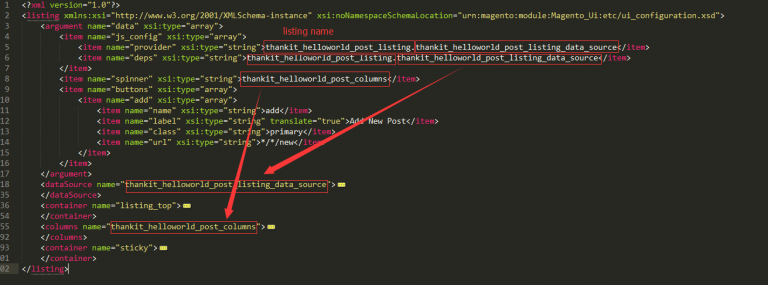 1 <?xml version="1.0"?>
2 <listing xmlns:xsi="http://www.w3.org/2001/XMLSchema-instance" xsi:noNamespaceSchemaLocation="urn:magento:module:Magento_Ui:etc/ui_configuration.xsd">
3 <argument name="data" xsi:type="array">
listing name
4 <item name="js_config" xsi:type="array">
5 <item name="provider" xsi:type="string">thankit_helloworld_post_listing.thankit_helloworld_post_listing_data_source</item>
6 <item name="deps" xsi:type="string">thankit_helloworld_post_listing.thankit_helloworld_post_listing_data_source</item>
7 </item>
8 <item name="spinner" xsi:type="string">thankit_helloworld_post_columns</item>
9 <item name="buttons" xsi:type="array">
10 <item name="add" xsi:type="array">
11 <item name="name" xsi:type="string">add</item>
12 <item name="label" xsi:type="string" translate="true">Add New Post</item>
13 <item name="class" xsi:type="string">primary</item>
14 <item name="url" xsi:type="string">*/*/new</item>
15 </item>
16 </item>
17 </argument>
18 <dataSource name="thankit_helloworld_post_listing_data_source">
35 </dataSource>
36 <container name="listing_top">
54 </container>
55 <columns name="thankit_helloworld_post_columns">
92 </columns>
93 <container name="sticky">
01 </container>
02 </listing>